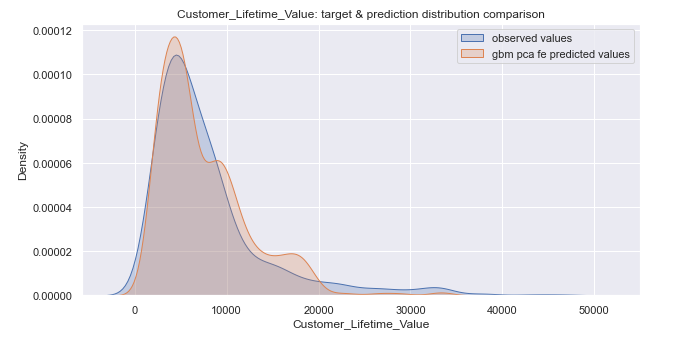 Customer_Lifetime_Value: target & prediction distribution comparison
observed values
gbm pca fe predicted values
0.00012
0.00010
0.00008
0.00006
0.00004
0.00002
0.00000
Density
0 10000 20000 30000 40000 50000
Customer_Lifetime_Value